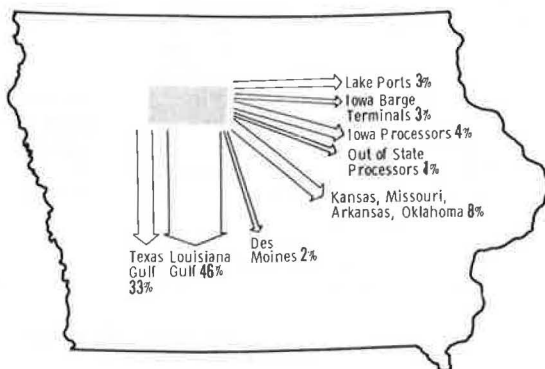 Lake Ports 3%
Iowa Barge
Terminals 3%
Iowa Processors 4%
Out of State
Processors 1%
Kansas, Missouri,
Arkansas, Oklahoma 8%
Des
Moines 2%
Louisiana
Gulf 46%
Texas
Gulf
33%